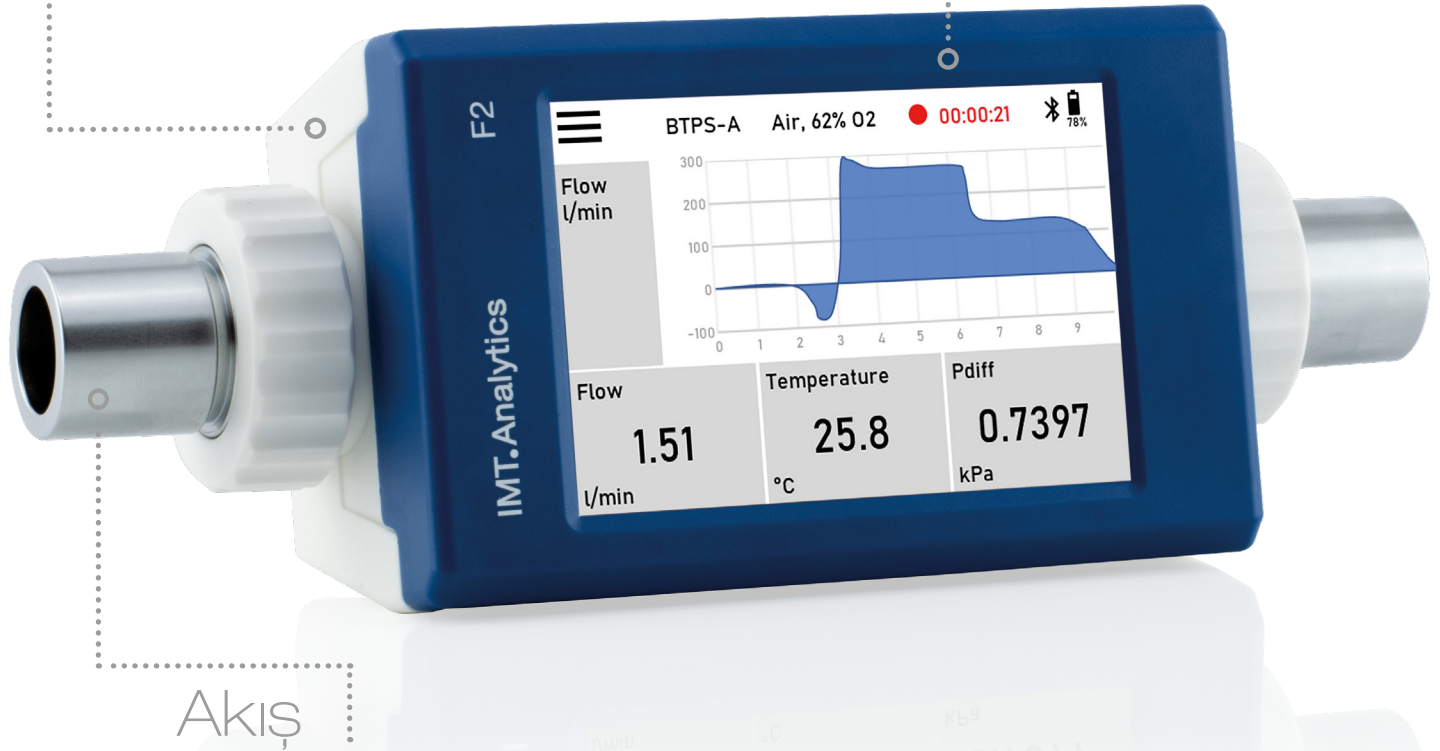 F2
IMT.Analytics
BTPS-A Air, 62% O2 00:00:21
78%
Flow
l/min
300
200
100
0
-100
0 1 2 3 4 5 6 7 8 9
Flow
1.51
l/min
Temperature
25.8
°C
Pdiff
0.7397
kPa
Akış